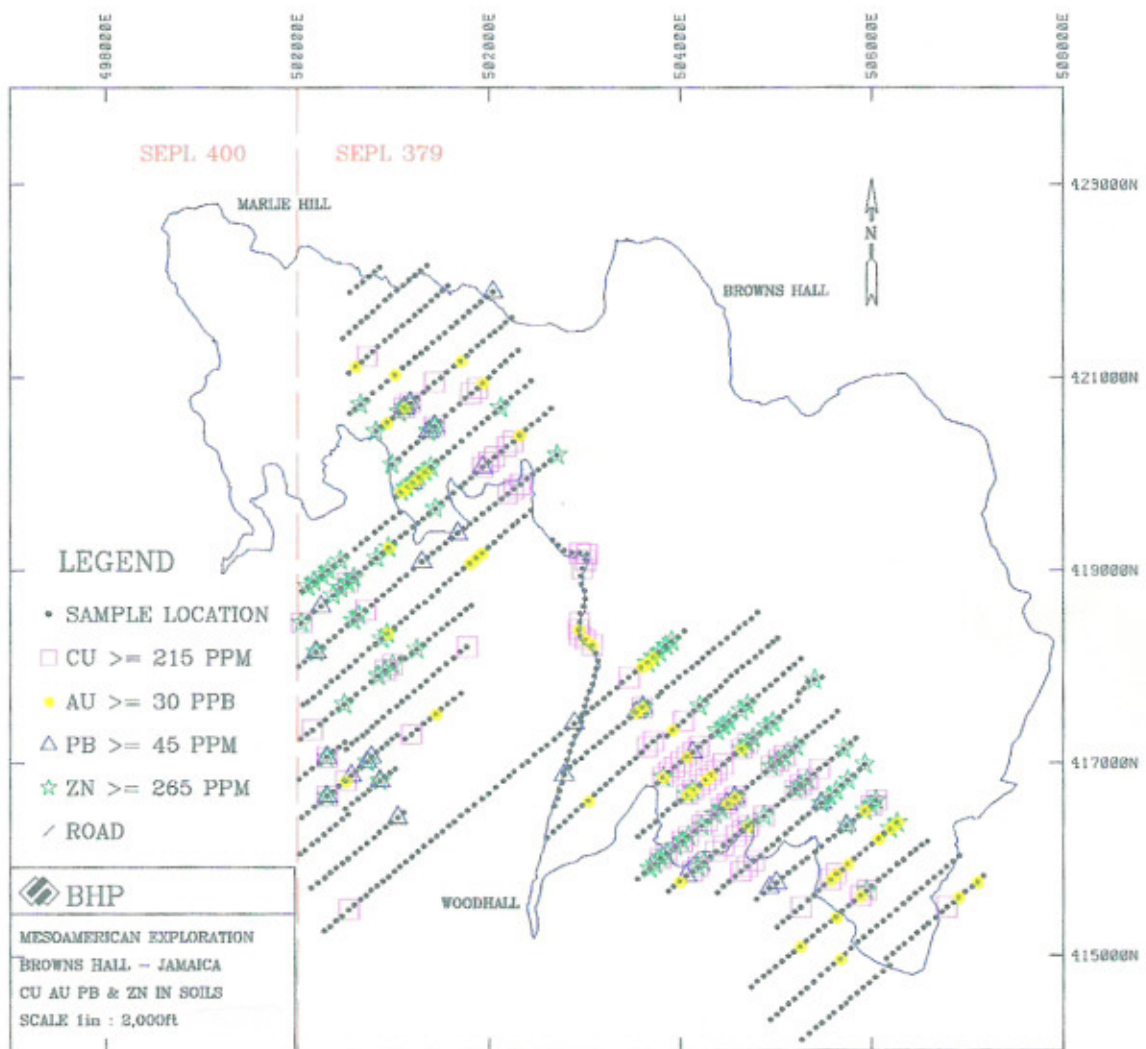 498000E
500000E
502000E
504000E
506000E
508000E
SEPL 400
SEPL 379
423000N
MARLIE HILL
N
BROWNS HALL
421000N
419000N
LEGEND
SAMPLE LOCATION
CU >= 215 PPM
AU >= 30 PPB
PB >= 45 PPM
ZN >= 265 PPM
ROAD
417000N
WOODHALL
415000N
BHP
MESOAMERICAN EXPLORATION
BROWNS HALL - JAMAICA
CU AU PB & ZN IN SOILS
SCALE 1in : 2,000ft